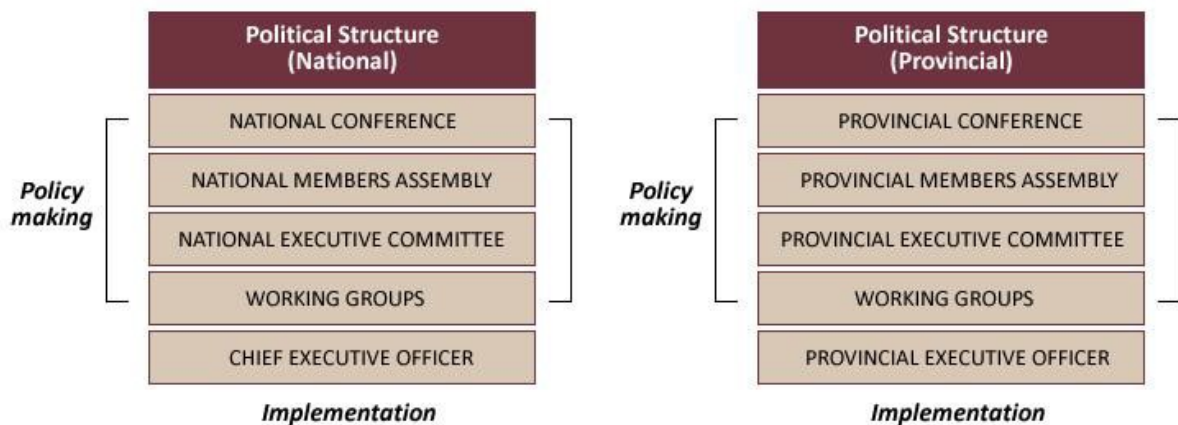 Political Structure
(National)
NATIONAL CONFERENCE
NATIONAL MEMBERS ASSEMBLY
NATIONAL EXECUTIVE COMMITTEE
WORKING GROUPS
CHIEF EXECUTIVE OFFICER
Policy
making
Implementation
Political Structure
(Provincial)
PROVINCIAL CONFERENCE
PROVINCIAL MEMBERS ASSEMBLY
PROVINCIAL EXECUTIVE COMMITTEE
WORKING GROUPS
PROVINCIAL EXECUTIVE OFFICER
Policy
making
Implementation